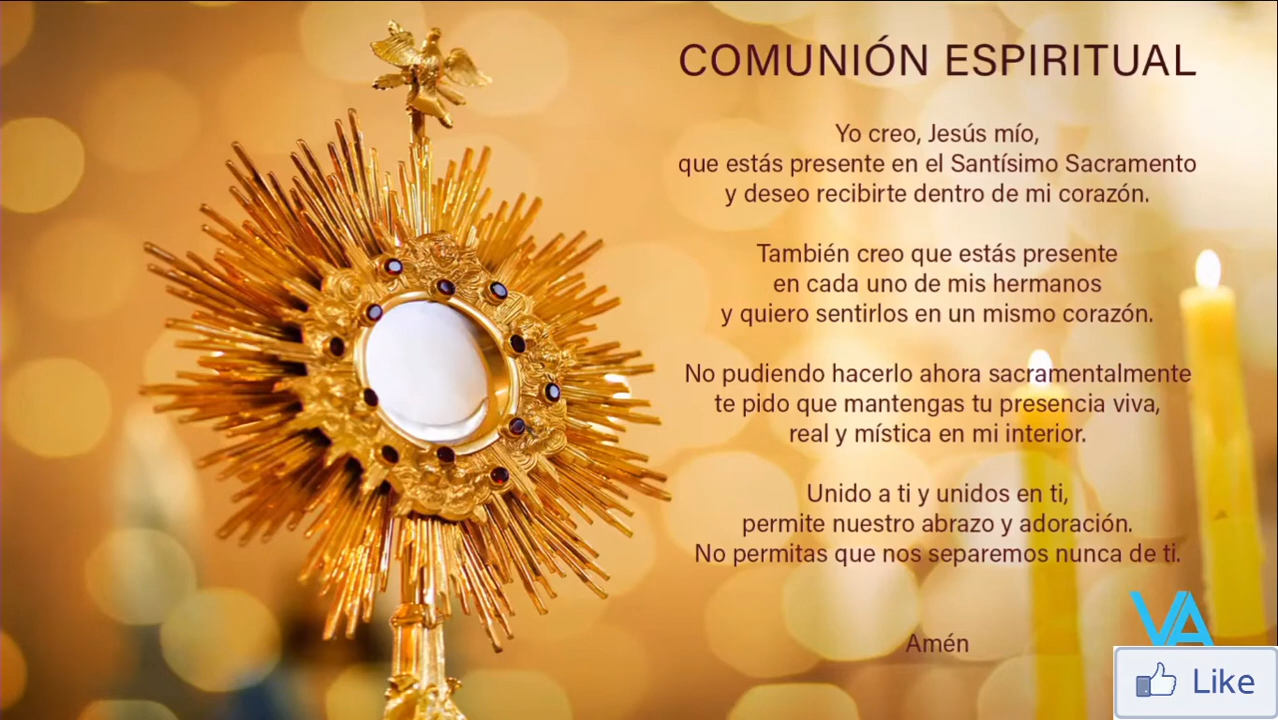 COMUNIÓN ESPIRITUAL
Yo creo, Jesús mío,
que estás presente en el Santísimo Sacramento
y deseo recibirte dentro de mi corazón.
También creo que estás presente
en cada uno de mis hermanos
y quiero sentirlos en un mismo corazón.
No pudiendo hacerlo ahora sacramentalmente
te pido que mantengas tu presencia viva,
real y mística en mi interior.
Unido a ti y unidos en ti,
permite nuestro abrazo y adoración.
No permitas que nos separemos nunca de ti.
Amén
VA
Like